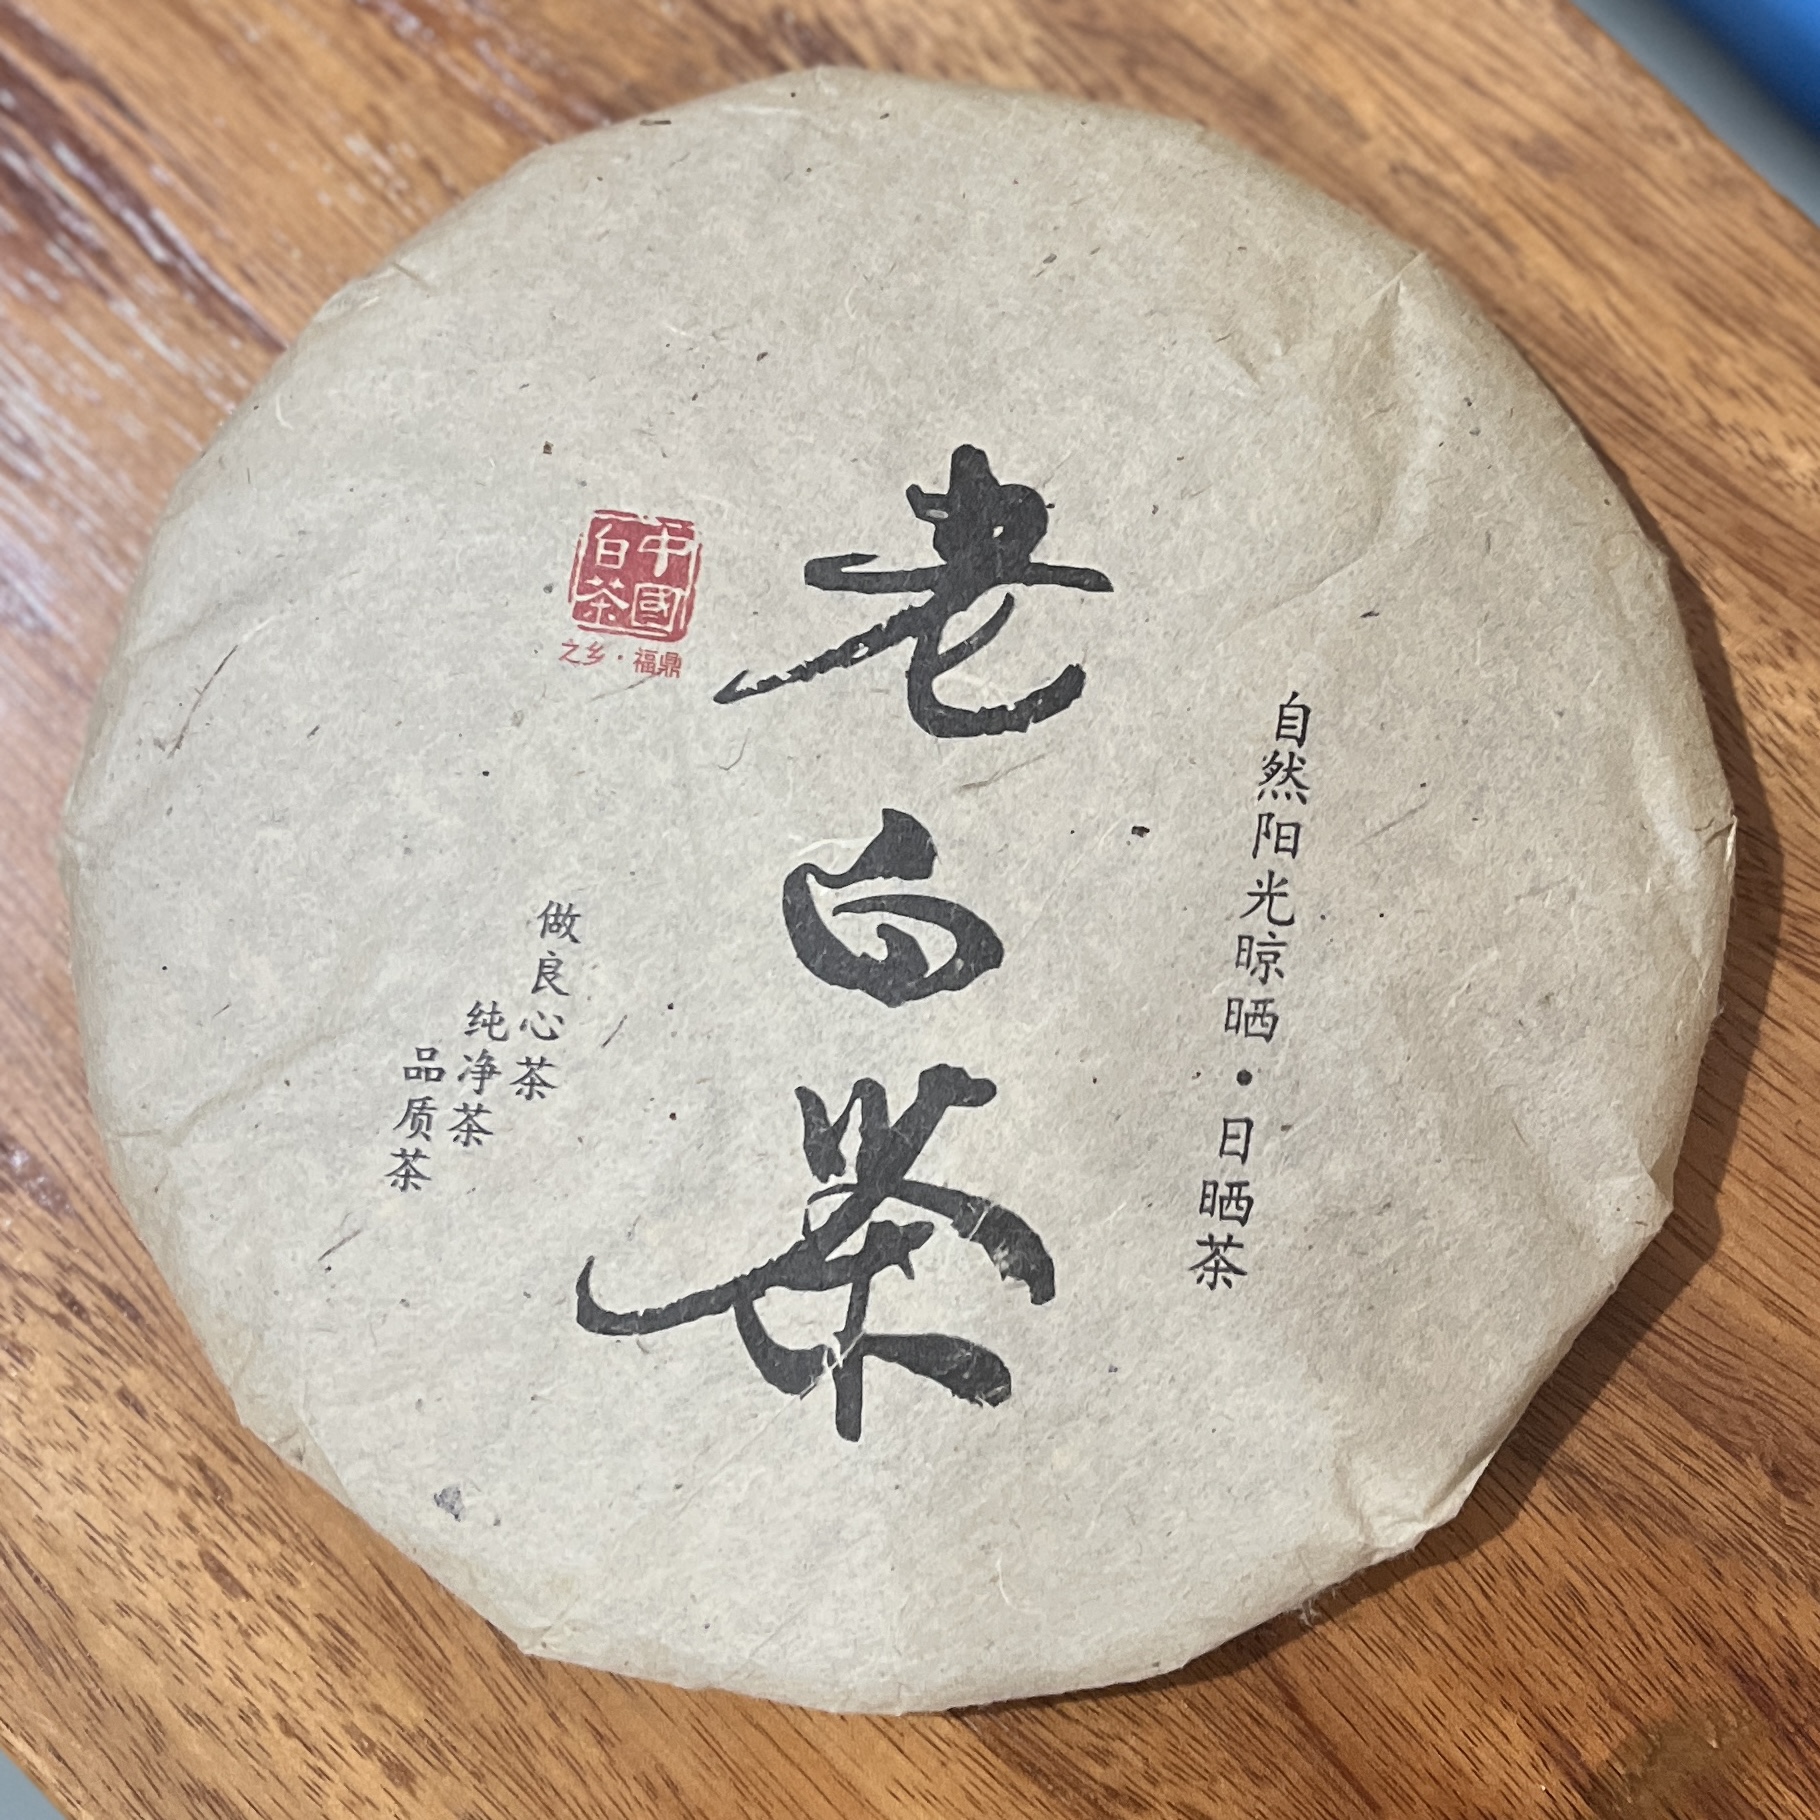 自然阳光晾晒·日晒茶
老白茶
中國
白茶
之乡·福鼎
做良心茶
纯净茶
品质茶